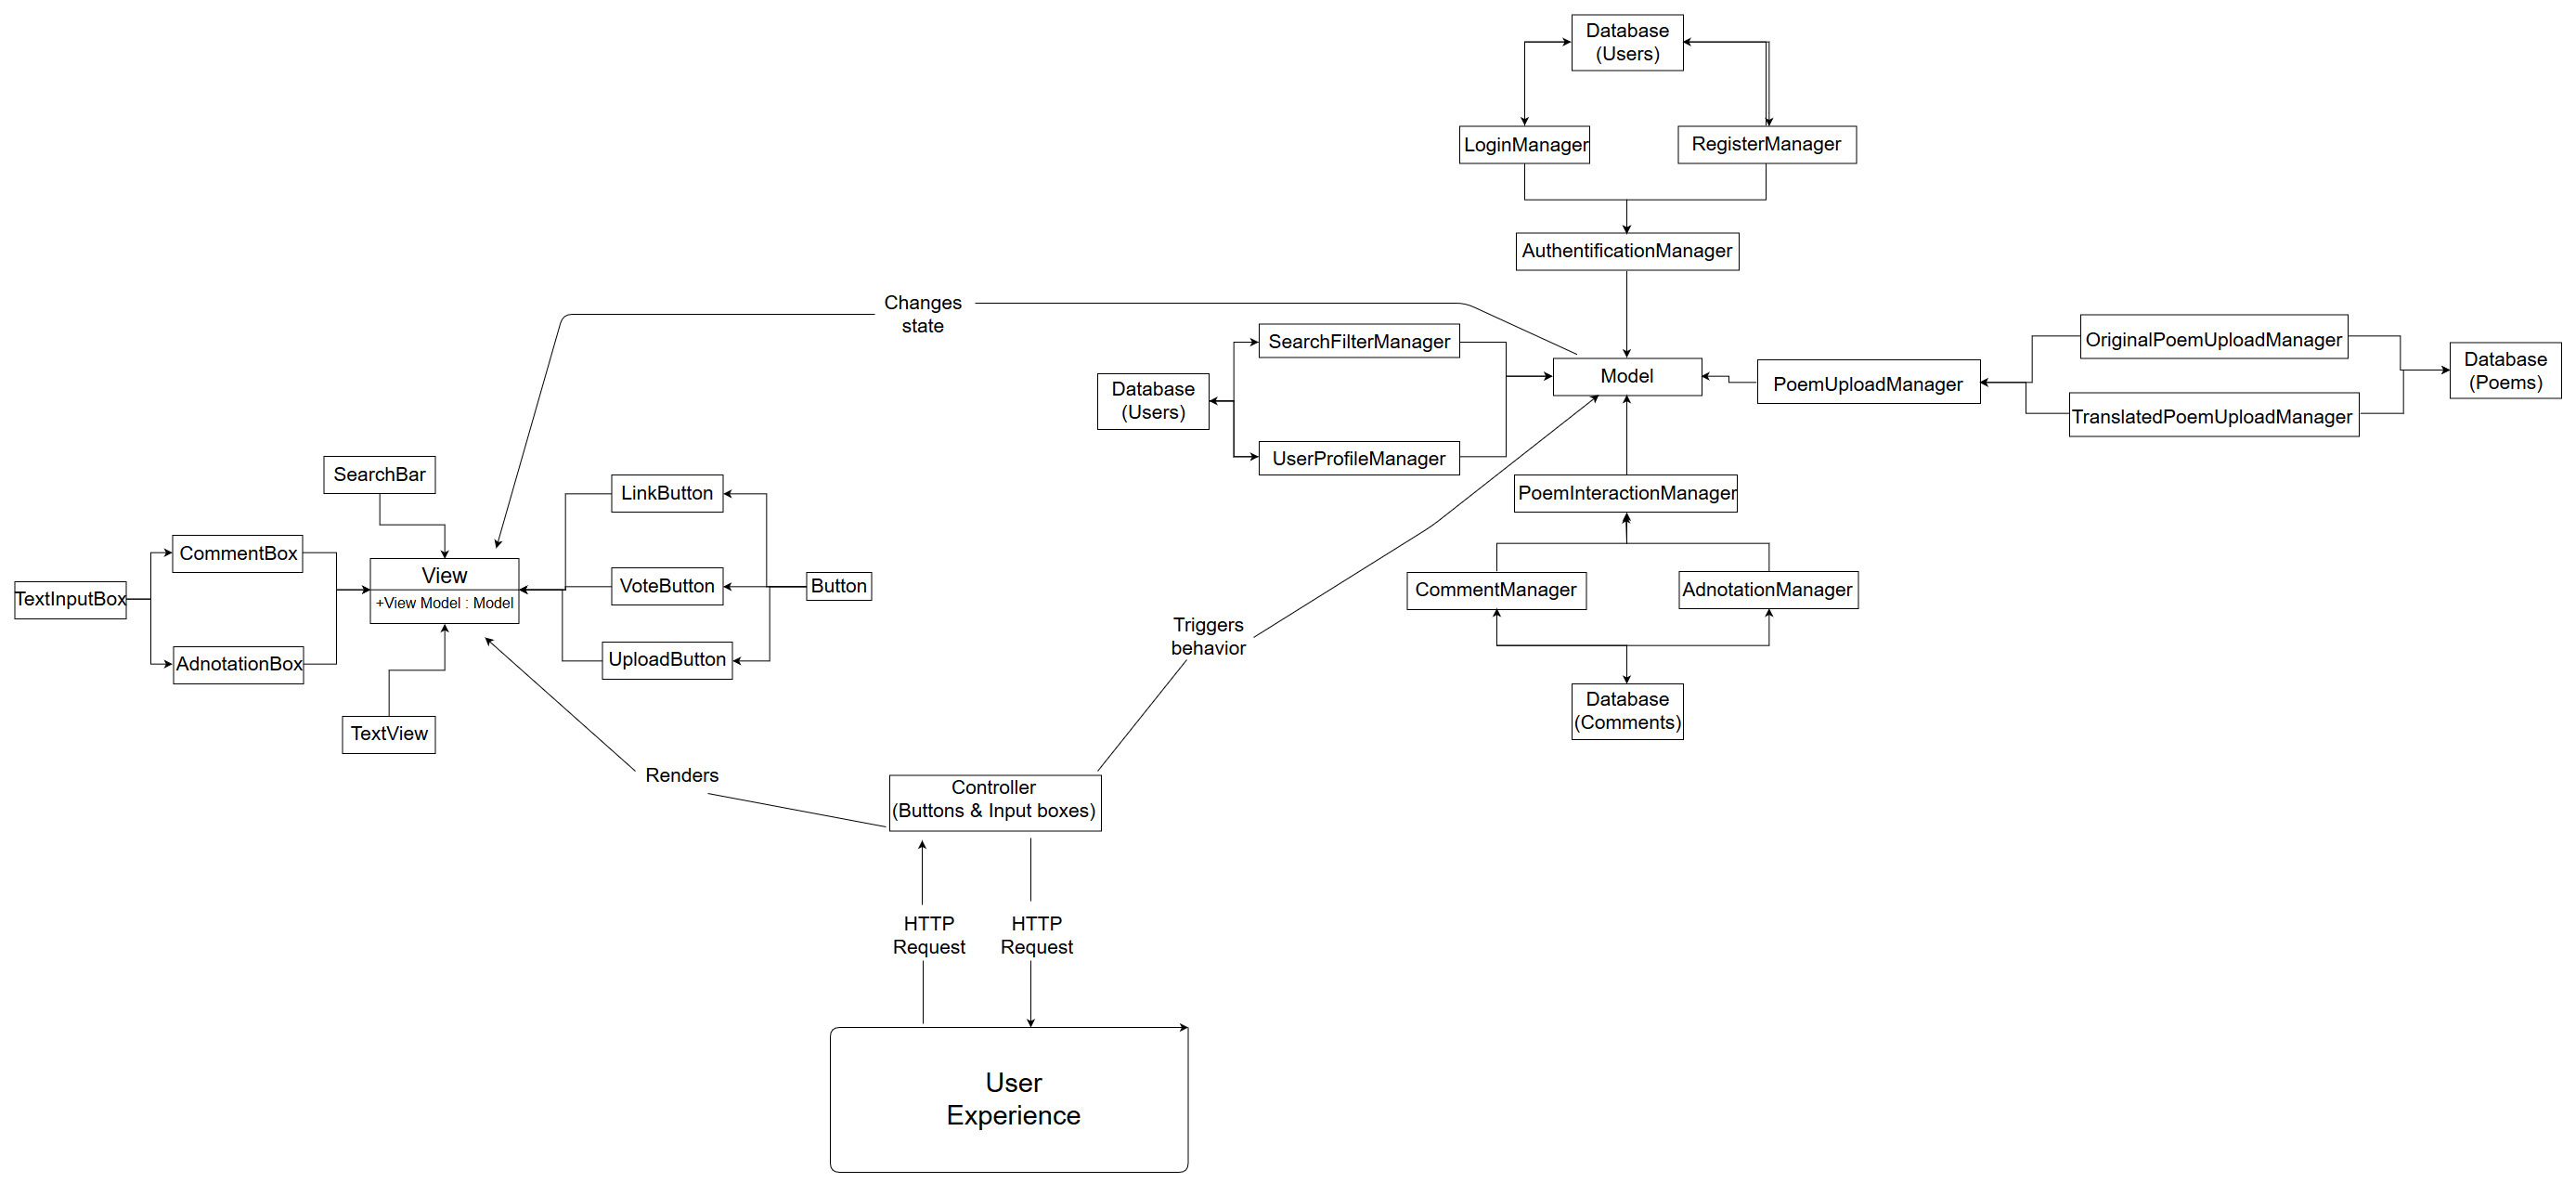 Database
(Users)
LoginManager
RegisterManager
AuthentificationManager
Changes
state
SearchFilterManager
Database
(Users)
UserProfileManager
Model
PoemUploadManager
OriginalPoemUploadManager
TranslatedPoemUploadManager
Database
(Poems)
PoemInteractionManager
CommentManager
AdnotationManager
Database
(Comments)
SearchBar
CommentBox
TextInputBox
AdnotationBox
View
+View Model : Model
TextView
LinkButton
VoteButton
UploadButton
Button
Triggers
behavior
Renders
Controller
(Buttons & Input boxes)
HTTP
Request
HTTP
Request
User
Experience